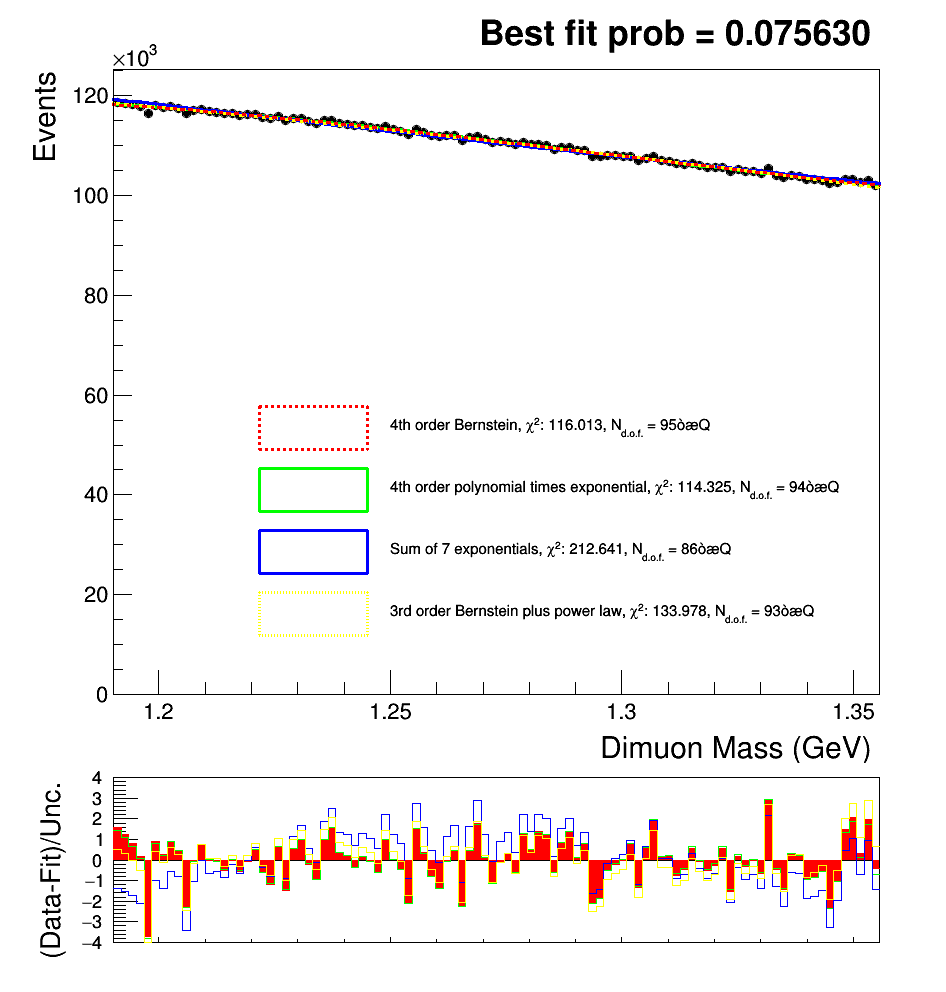 Best fit prob = 0.075630
×10³
Events
120
100
80
60
40
20
0
4th order Bernstein, χ²: 116.013, N_d.o.f. = 95òæQ
4th order polynomial times exponential, χ²: 114.325, N_d.o.f. = 94òæQ
Sum of 7 exponentials, χ²: 212.641, N_d.o.f. = 86òæQ
3rd order Bernstein plus power law, χ²: 133.978, N_d.o.f. = 93òæQ
1.2 1.25 1.3 1.35
Dimuon Mass (GeV)
(Data-Fit)/Unc.
4
3
2
1
0
−1
−2
−3
−4